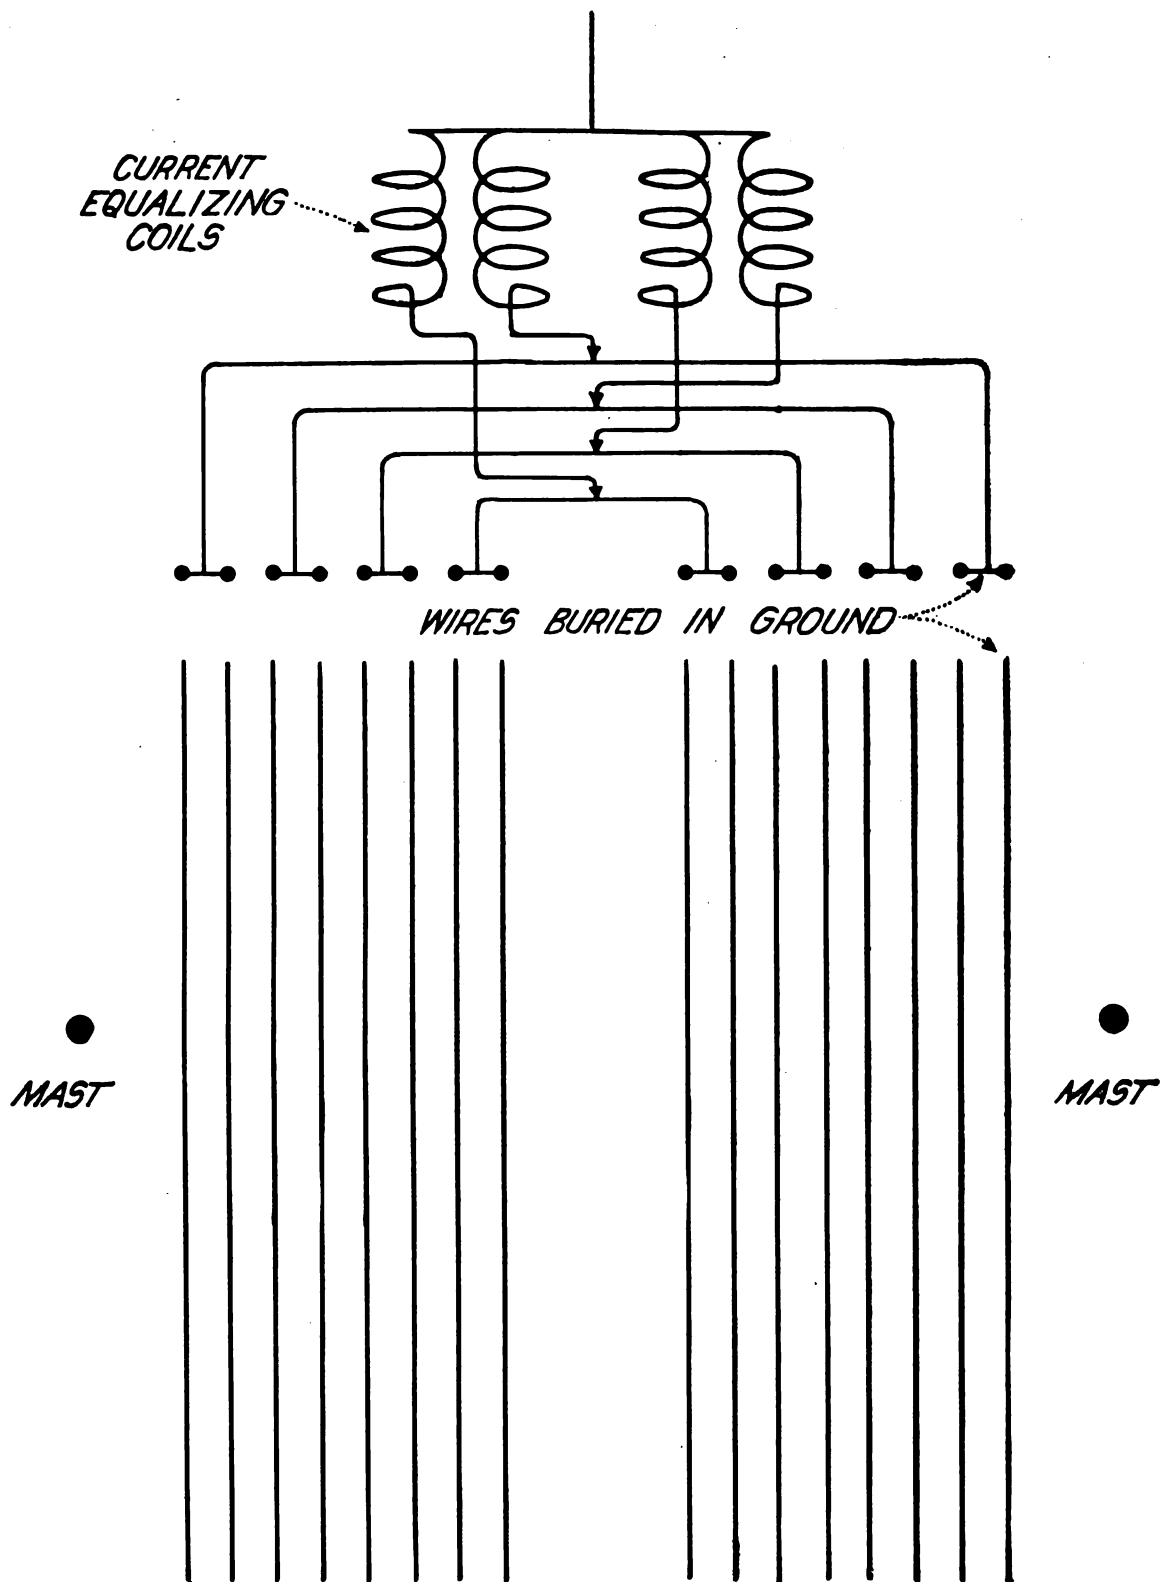 CURRENT
EQUALIZING
COILS
WIRES BURIED IN GROUND
MAST
MAST